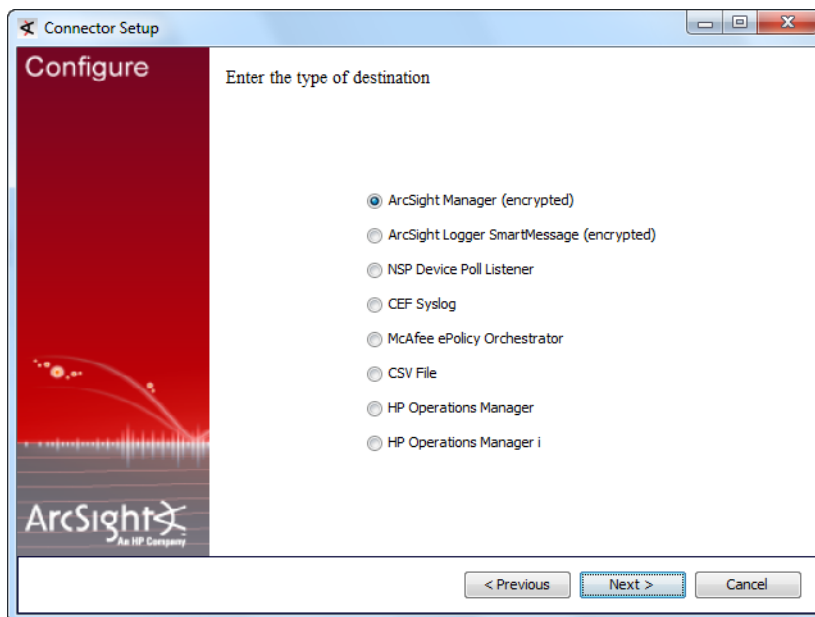 Connector Setup
Configure
Enter the type of destination
ArcSight Manager (encrypted)
ArcSight Logger SmartMessage (encrypted)
NSP Device Poll Listener
CEF Syslog
McAfee ePolicy Orchestrator
CSV File
HP Operations Manager
HP Operations Manager i
ArcSight
An HP Company
< Previous
Next >
Cancel